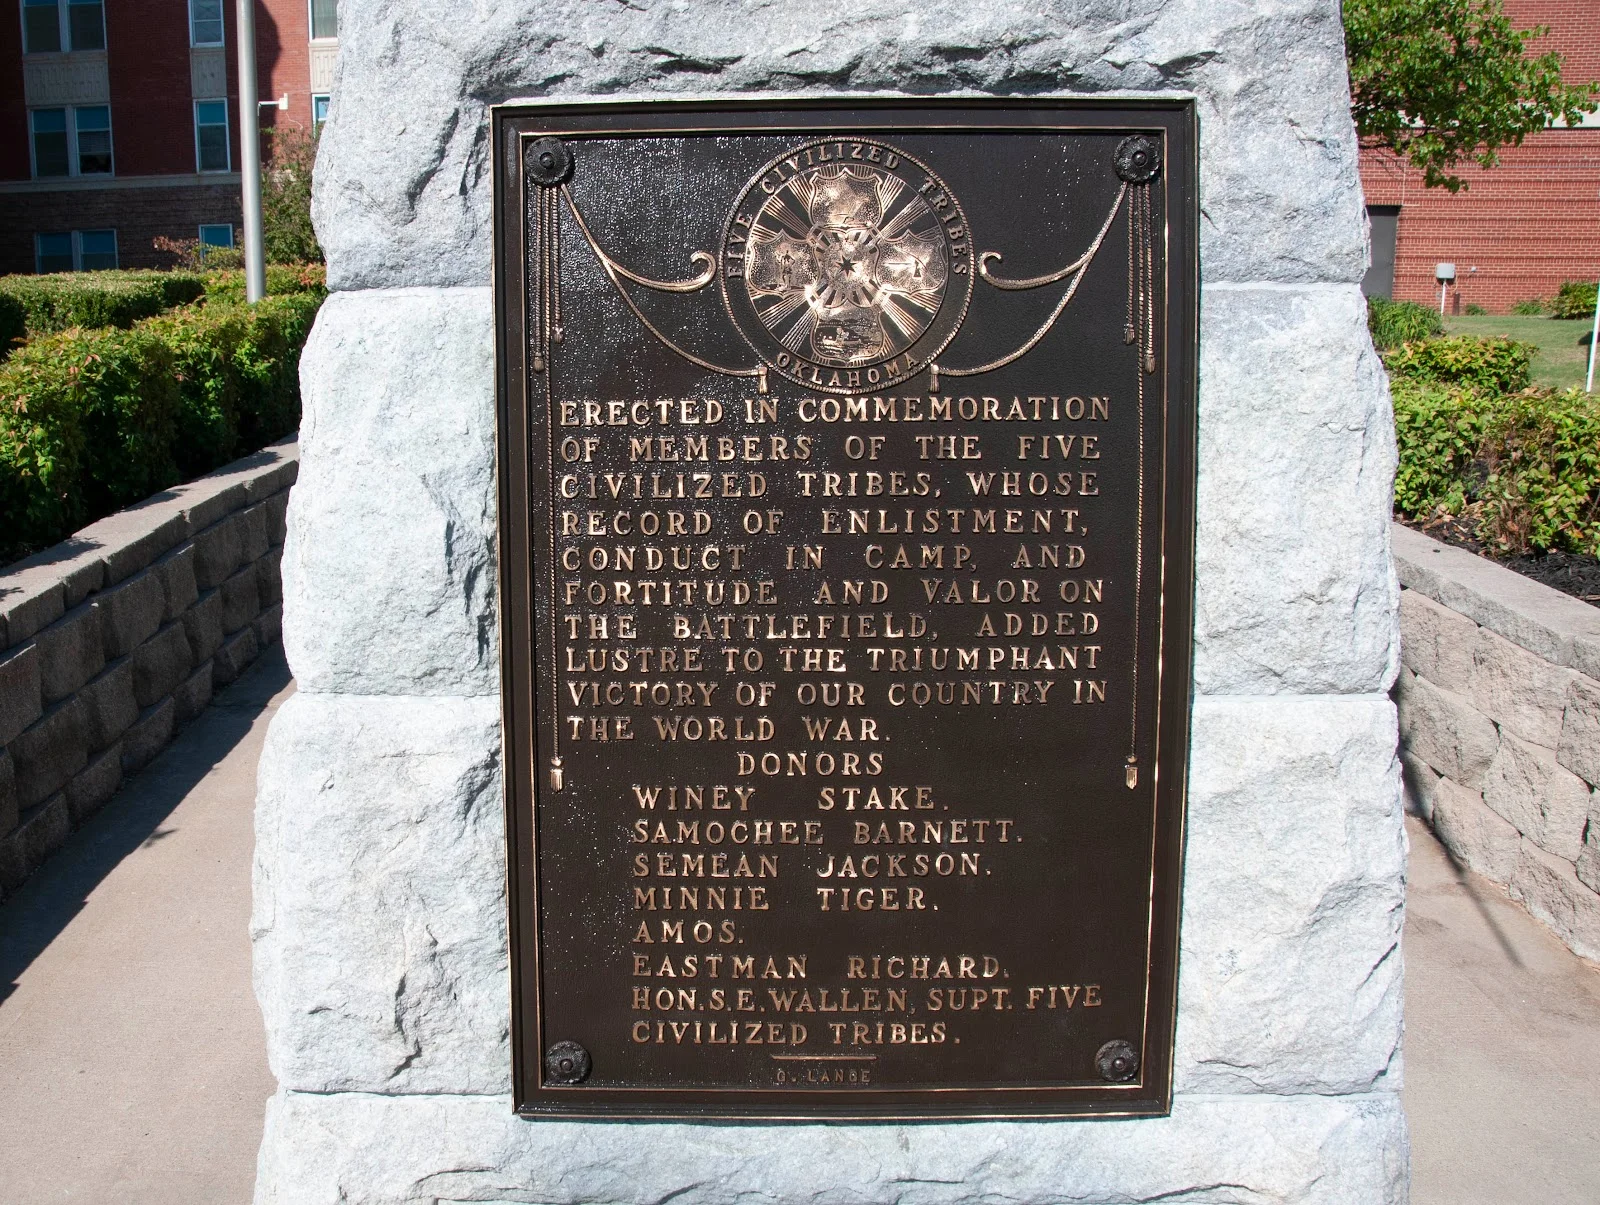 FIVE CIVILIZED TRIBES
OKLAHOMA
ERECTED IN COMMEMORATION
OF MEMBERS OF THE FIVE
CIVILIZED TRIBES, WHOSE
RECORD OF ENLISTMENT,
CONDUCT IN CAMP, AND
FORTITUDE AND VALOR ON
THE BATTLEFIELD, ADDED
LUSTRE TO THE TRIUMPHANT
VICTORY OF OUR COUNTRY IN
THE WORLD WAR.
DONORS
WINEY STAKE.
SAMOCHEE BARNETT.
SEMEAN JACKSON.
MINNIE TIGER.
AMOS.
EASTMAN RICHARD.
HON.S.E.WALLEN, SUPT. FIVE
CIVILIZED TRIBES.